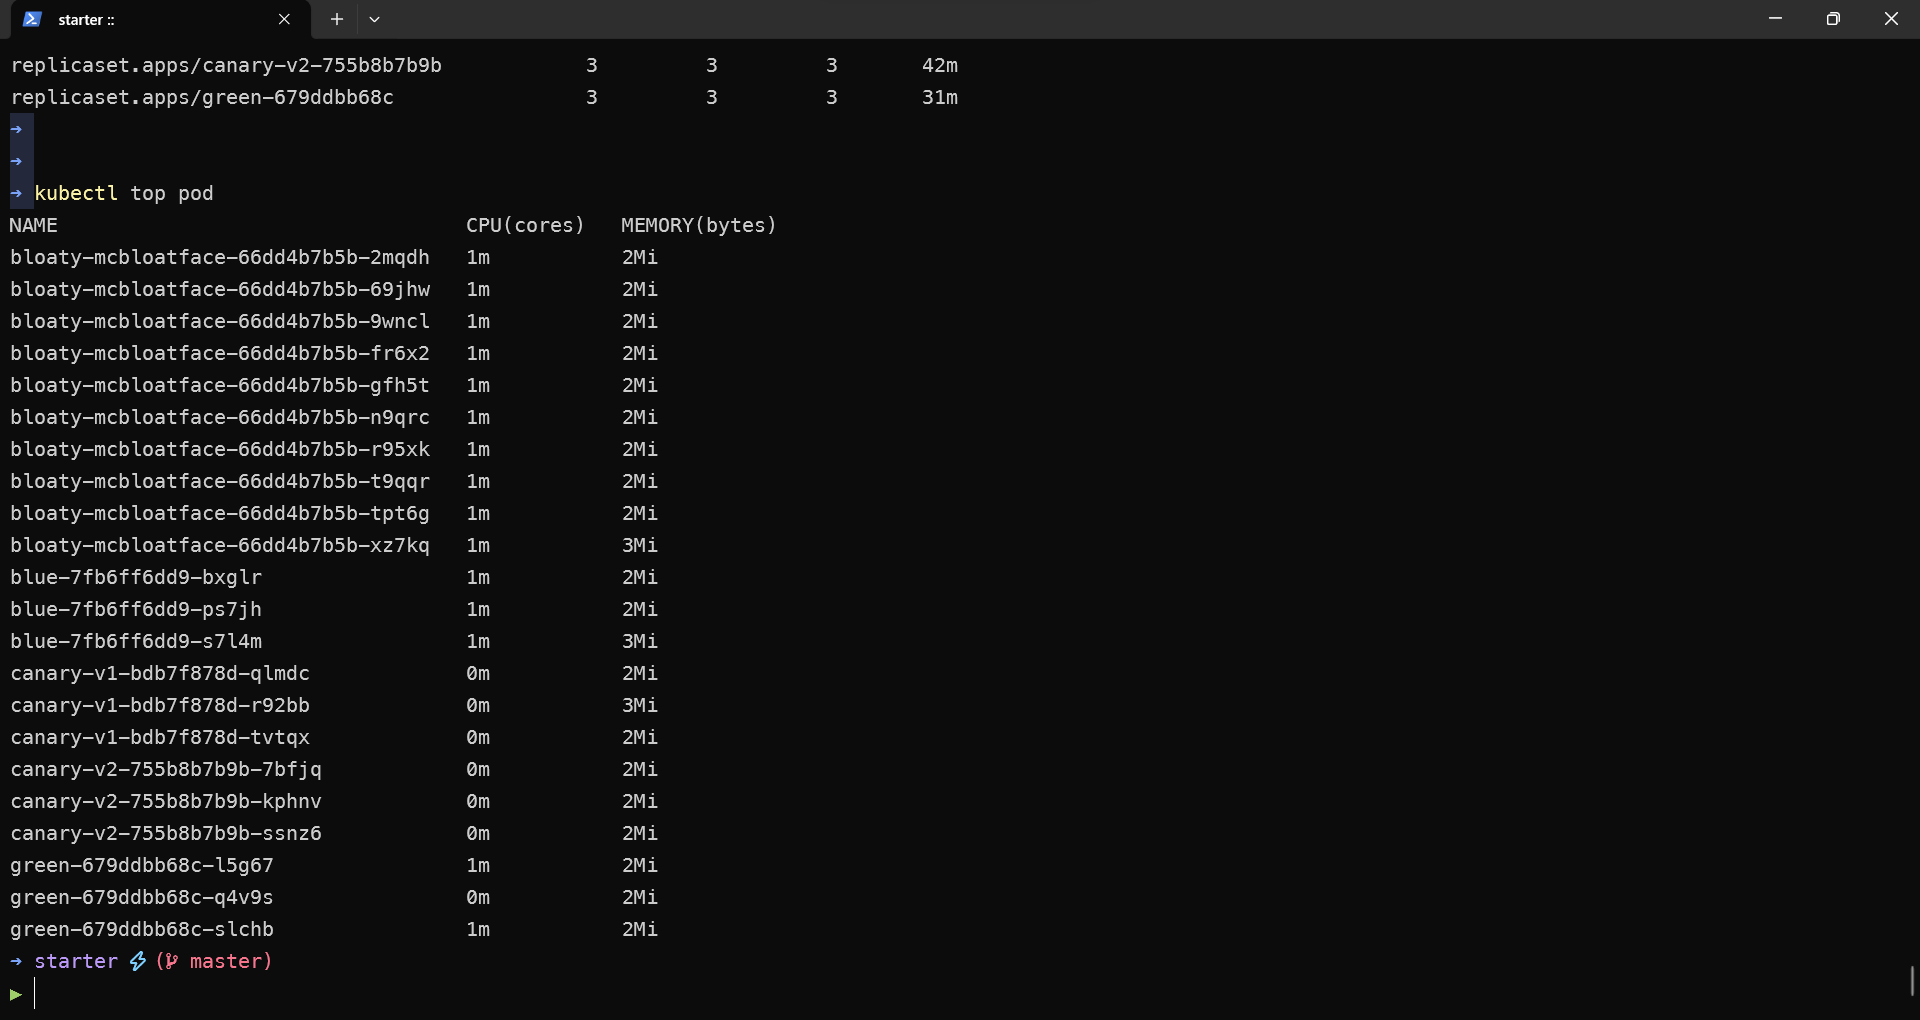 starter ::
replicaset.apps/canary-v2-755b8b7b9b 3 3 3 42m
replicaset.apps/green-679ddbb68c 3 3 3 31m
➜
➜
➜ kubectl top pod
NAME CPU(cores) MEMORY(bytes)
bloaty-mcbloatface-66dd4b7b5b-2mqdh 1m 2Mi
bloaty-mcbloatface-66dd4b7b5b-69jhw 1m 2Mi
bloaty-mcbloatface-66dd4b7b5b-9wncl 1m 2Mi
bloaty-mcbloatface-66dd4b7b5b-fr6x2 1m 2Mi
bloaty-mcbloatface-66dd4b7b5b-gfh5t 1m 2Mi
bloaty-mcbloatface-66dd4b7b5b-n9qrc 1m 2Mi
bloaty-mcbloatface-66dd4b7b5b-r95xk 1m 2Mi
bloaty-mcbloatface-66dd4b7b5b-t9qqr 1m 2Mi
bloaty-mcbloatface-66dd4b7b5b-tpt6g 1m 2Mi
bloaty-mcbloatface-66dd4b7b5b-xz7kq 1m 3Mi
blue-7fb6ff6dd9-bxglr 1m 2Mi
blue-7fb6ff6dd9-ps7jh 1m 2Mi
blue-7fb6ff6dd9-s7l4m 1m 3Mi
canary-v1-bdb7f878d-qlmdc 0m 2Mi
canary-v1-bdb7f878d-r92bb 0m 3Mi
canary-v1-bdb7f878d-tvtqx 0m 2Mi
canary-v2-755b8b7b9b-7bfjq 0m 2Mi
canary-v2-755b8b7b9b-kphnv 0m 2Mi
canary-v2-755b8b7b9b-ssnz6 0m 2Mi
green-679ddbb68c-l5g67 1m 2Mi
green-679ddbb68c-q4v9s 0m 2Mi
green-679ddbb68c-slchb 1m 2Mi
➜ starter ⚡ ( master)
▶